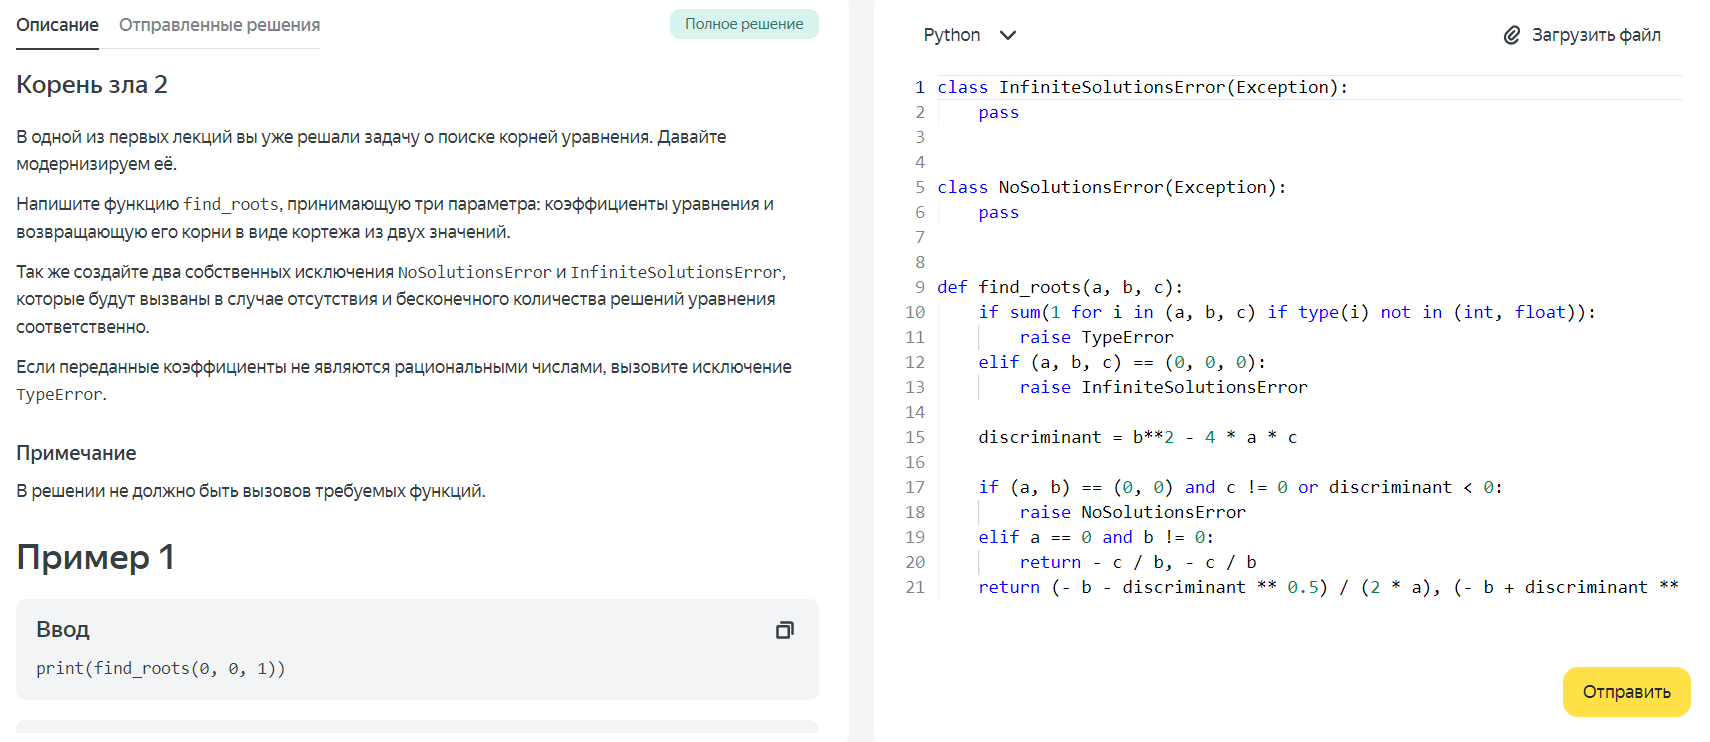 Описание
Отправленные решения
Полное решение
Корень зла 2
В одной из первых лекций вы уже решали задачу о поиске корней уравнения. Давайте
модернизируем её.
Напишите функцию find_roots, принимающую три параметра: коэффициенты уравнения и
возвращающую его корни в виде кортежа из двух значений.
Так же создайте два собственных исключения NoSolutionsError и InfiniteSolutionsError,
которые будут вызваны в случае отсутствия и бесконечного количества решений уравнения
соответственно.
Если переданные коэффициенты не являются рациональными числами, вызовите исключение
TypeError.
Примечание
В решении не должно быть вызовов требуемых функций.
Пример 1
Ввод
print(find_roots(0, 0, 1))
Python
Загрузить файл
1 class InfiniteSolutionsError(Exception):
2     pass
3
4
5 class NoSolutionsError(Exception):
6     pass
7
8
9 def find_roots(a, b, c):
10     if sum(1 for i in (a, b, c) if type(i) not in (int, float)):
11         raise TypeError
12     elif (a, b, c) == (0, 0, 0):
13         raise InfiniteSolutionsError
14
15     discriminant = b**2 - 4 * a * c
16
17     if (a, b) == (0, 0) and c != 0 or discriminant < 0:
18         raise NoSolutionsError
19     elif a == 0 and b != 0:
20         return - c / b, - c / b
21     return (- b - discriminant ** 0.5) / (2 * a), (- b + discriminant **
Отправить